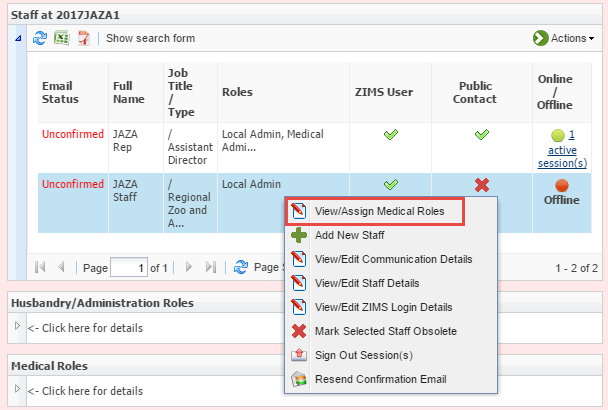 Staff at 2017JAZA1
Show search form
Actions
Email Status
Full Name
Job Title / Type
Roles
ZIMS User
Public Contact
Online / Offline
Unconfirmed
JAZA Rep
/ Assistant Director
Local Admin, Medical Admi...
1 active session(s)
Unconfirmed
JAZA Staff
/ Regional Zoo and A...
Local Admin
Offline
View/Assign Medical Roles
Add New Staff
View/Edit Communication Details
View/Edit Staff Details
View/Edit ZIMS Login Details
Mark Selected Staff Obsolete
Sign Out Session(s)
Resend Confirmation Email
Page 1 of 1
Page
1 - 2 of 2
Husbandry/Administration Roles
<- Click here for details
Medical Roles
<- Click here for details